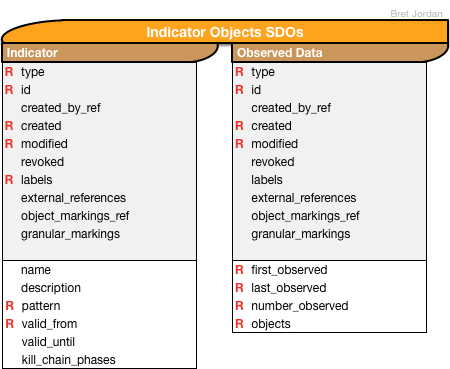 Bret Jordan
Indicator Objects SDOs
Indicator
R type
R id
created_by_ref
R created
R modified
revoked
R labels
external_references
object_markings_ref
granular_markings
name
description
R pattern
R valid_from
valid_until
kill_chain_phases
Observed Data
R type
R id
created_by_ref
R created
R modified
revoked
labels
external_references
object_markings_ref
granular_markings
R first_observed
R last_observed
R number_observed
R objects